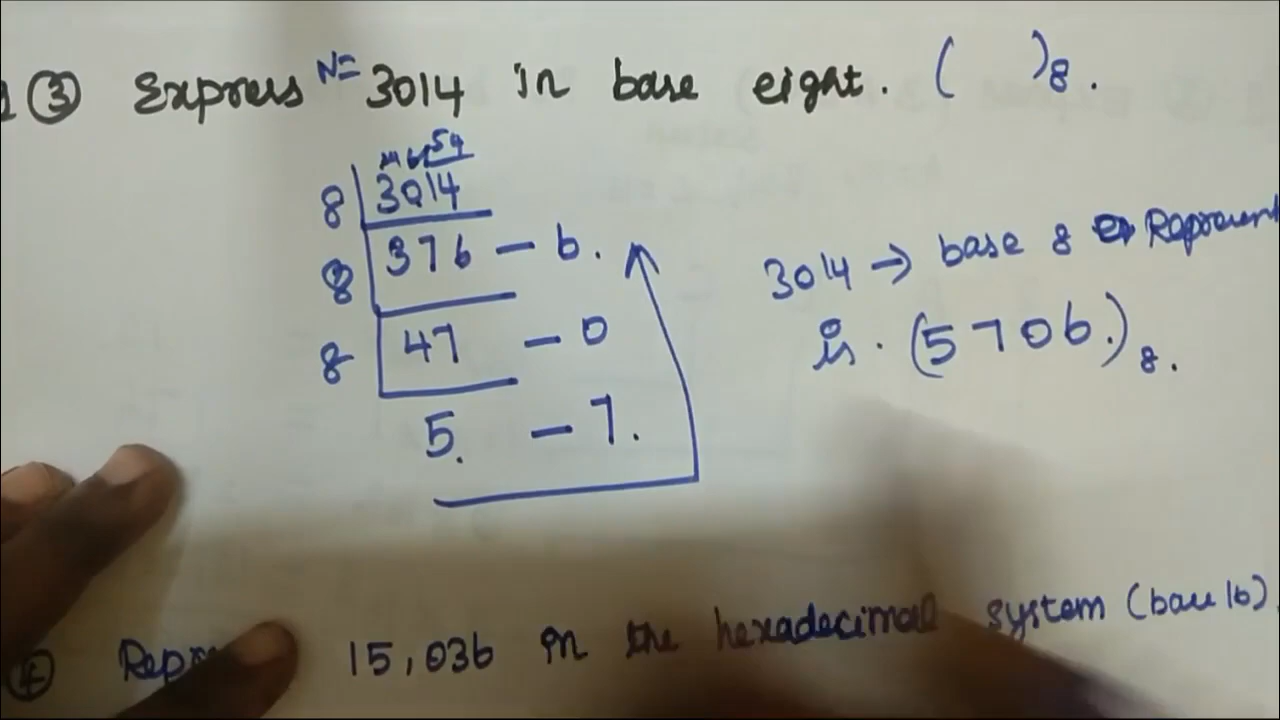 ③ Express N= 3014 in base eight. ( )8.
8 3014
8 376 – 6.
8 47 – 0
5. – 7.
3014 → base 8 Represent
is. (5706.)8.
15,036 in the hexadecimal system (base 16)